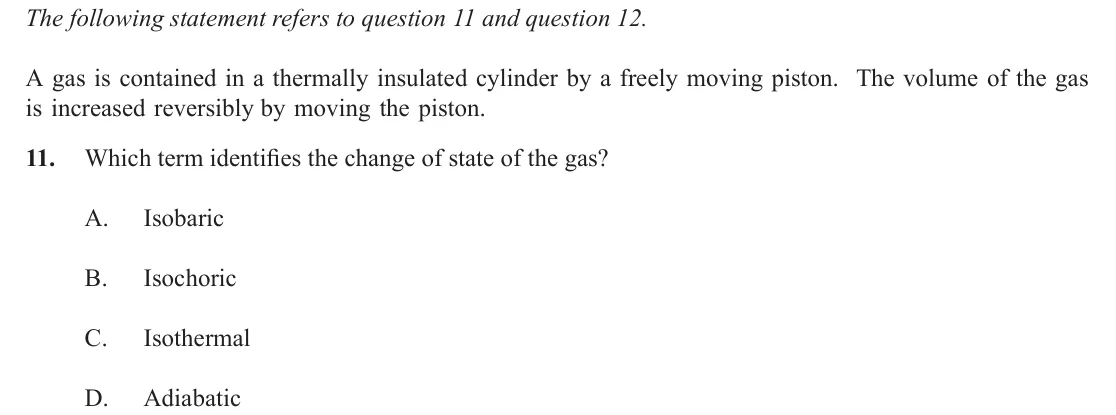 The following statement refers to question 11 and question 12.
A gas is contained in a thermally insulated cylinder by a freely moving piston. The volume of the gas
is increased reversibly by moving the piston.
11. Which term identifies the change of state of the gas?
A. Isobaric
B. Isochoric
C. Isothermal
D. Adiabatic